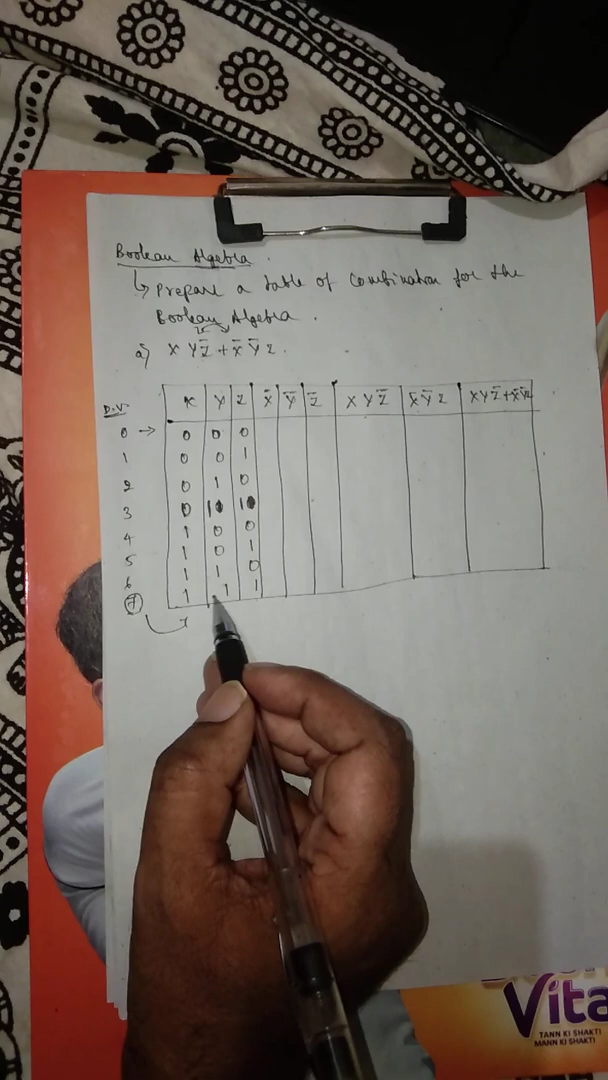 Boolean Algebra.
↳ Prepare a table of Combination for the
Boolean Algebra.
a) X Y Z̅ + X̅ Y̅ Z.
D.V. X Y Z X̅ Y̅ Z̅ X Y Z̅ X̅ Y̅ Z X Y Z̅ + X̅ Y̅ Z
0 → 0 0 0
1 0 0 1
2 0 1 0
3 0 1 1
4 1 0 0
5 1 0 1
6 1 1 0
7 1 1 1
Vita
TANN KI SHAKTI
MANN KI SHAKTI